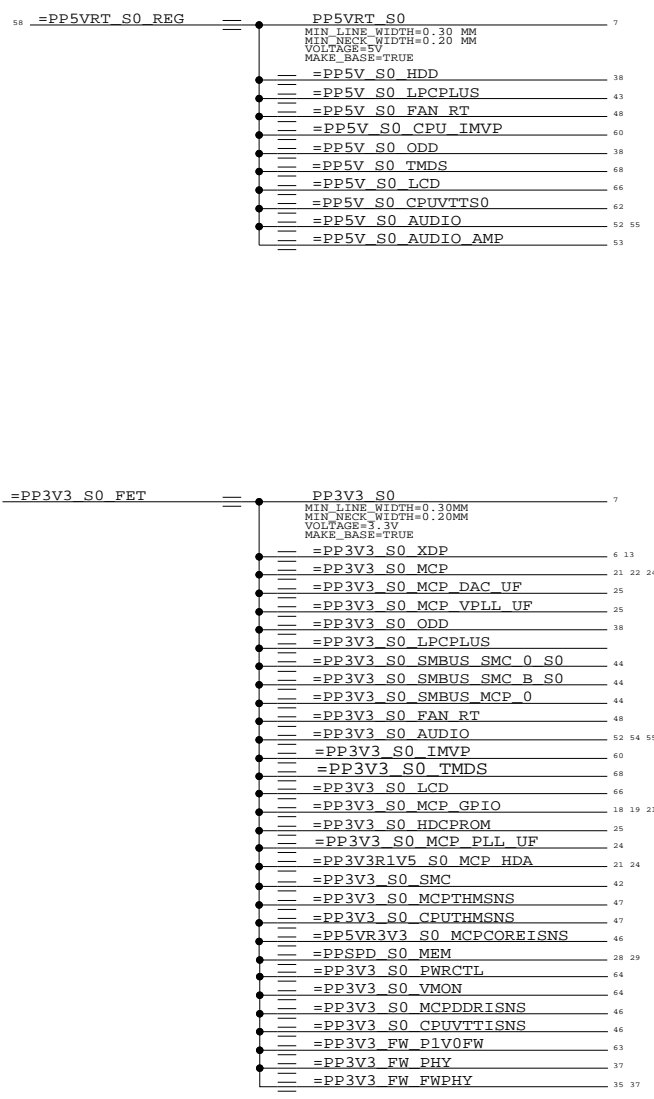 58 =PP5VRT_S0_REG PP5VRT_S0 7
MIN_LINE_WIDTH=0.30 MM
MIN_NECK_WIDTH=0.20 MM
VOLTAGE=5V
MAKE_BASE=TRUE
=PP5V_S0_HDD 38
=PP5V_S0_LPCPLUS 43
=PP5V_S0_FAN_RT 48
=PP5V_S0_CPU_IMVP 60
=PP5V_S0_ODD 38
=PP5V_S0_TMDS 68
=PP5V_S0_LCD 66
=PP5V_S0_CPUVTTS0 62
=PP5V_S0_AUDIO 52 55
=PP5V_S0_AUDIO_AMP 53
=PP3V3_S0_FET PP3V3_S0 7
MIN_LINE_WIDTH=0.30MM
MIN_NECK_WIDTH=0.20MM
VOLTAGE=3.3V
MAKE_BASE=TRUE
=PP3V3_S0_XDP 6 13
=PP3V3_S0_MCP 21 22 24
=PP3V3_S0_MCP_DAC_UF 25
=PP3V3_S0_MCP_VPLL_UF 25
=PP3V3_S0_ODD 38
=PP3V3_S0_LPCPLUS
=PP3V3_S0_SMBUS_SMC_0_S0 44
=PP3V3_S0_SMBUS_SMC_B_S0 44
=PP3V3_S0_SMBUS_MCP_0 44
=PP3V3_S0_FAN_RT 48
=PP3V3_S0_AUDIO 52 54 55
=PP3V3_S0_IMVP 60
=PP3V3_S0_TMDS 68
=PP3V3_S0_LCD 66
=PP3V3_S0_MCP_GPIO 18 19 21
=PP3V3_S0_HDCPROM 25
=PP3V3_S0_MCP_PLL_UF 24
=PP3V3R1V5_S0_MCP_HDA 21 24
=PP3V3_S0_SMC 42
=PP3V3_S0_MCPTHMSNS 47
=PP3V3_S0_CPUTHMSNS 47
=PP5VR3V3_S0_MCPCOREISNS 46
=PPSPD_S0_MEM 28 29
=PP3V3_S0_PWRCTL 64
=PP3V3_S0_VMON 64
=PP3V3_S0_MCPDDRISNS 46
=PP3V3_S0_CPUVTTISNS 46
=PP3V3_FW_P1V0FW 63
=PP3V3_FW_PHY 37
=PP3V3_FW_FWPHY 35 37